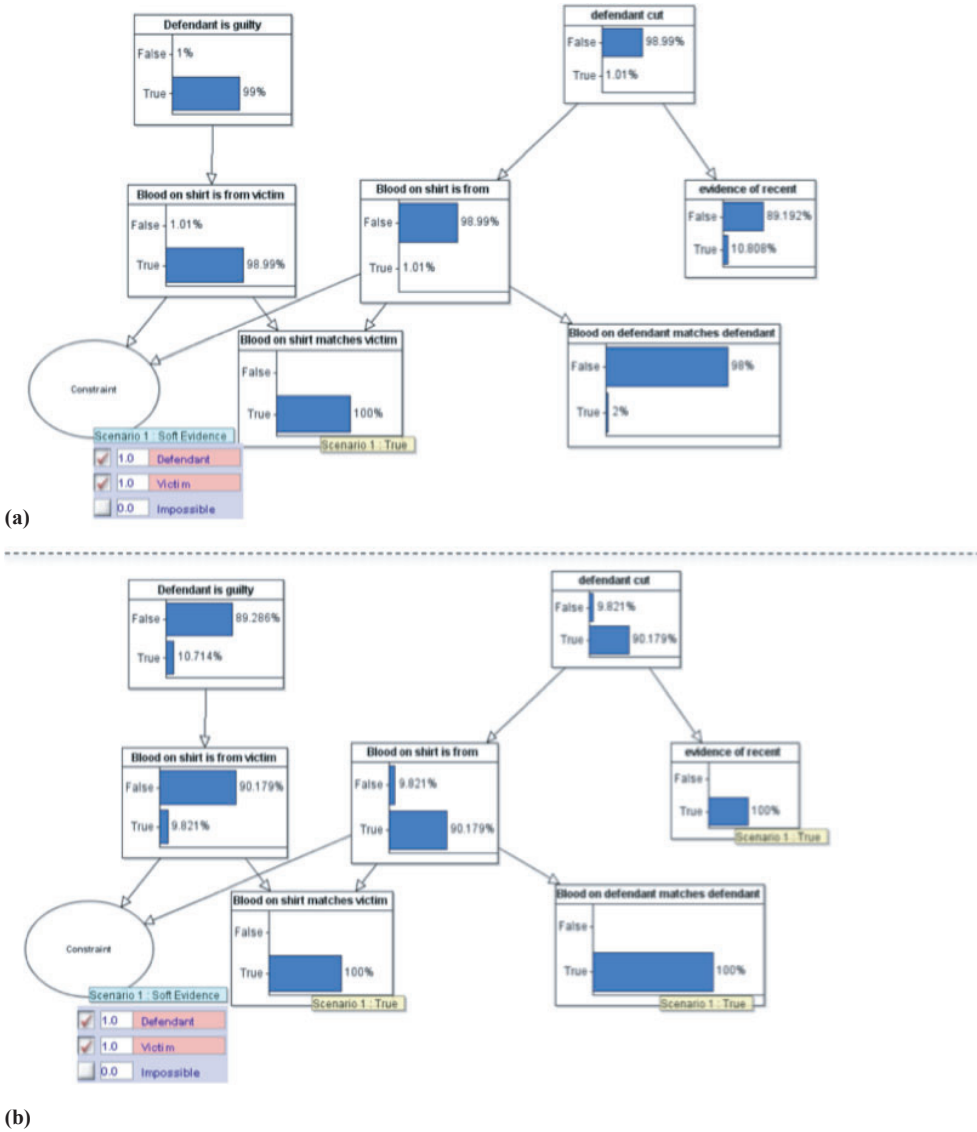 Defendant is guilty
False 1%
True 99%
defendant cut
False 98.99%
True 1.01%
Blood on shirt is from victim
False 1.01%
True 98.99%
Blood on shirt is from
False 98.99%
True 1.01%
evidence of recent
False 89.192%
True 10.808%
Constraint
Blood on shirt matches victim
False
True 100%
Scenario 1 : True
Blood on defendant matches defendant
False 98%
True 2%
Scenario 1 : Soft Evidence
1.0 Defendant
1.0 Victim
0.0 Impossible
(a)
Defendant is guilty
False 89.286%
True 10.714%
defendant cut
False 9.821%
True 90.179%
Blood on shirt is from victim
False 90.179%
True 9.821%
Blood on shirt is from
False 9.821%
True 90.179%
evidence of recent
False
True 100%
Scenario 1 : True
Constraint
Blood on shirt matches victim
False
True 100%
Scenario 1 : True
Blood on defendant matches defendant
False
True 100%
Scenario 1 : True
Scenario 1 : Soft Evidence
1.0 Defendant
1.0 Victim
0.0 Impossible
(b)